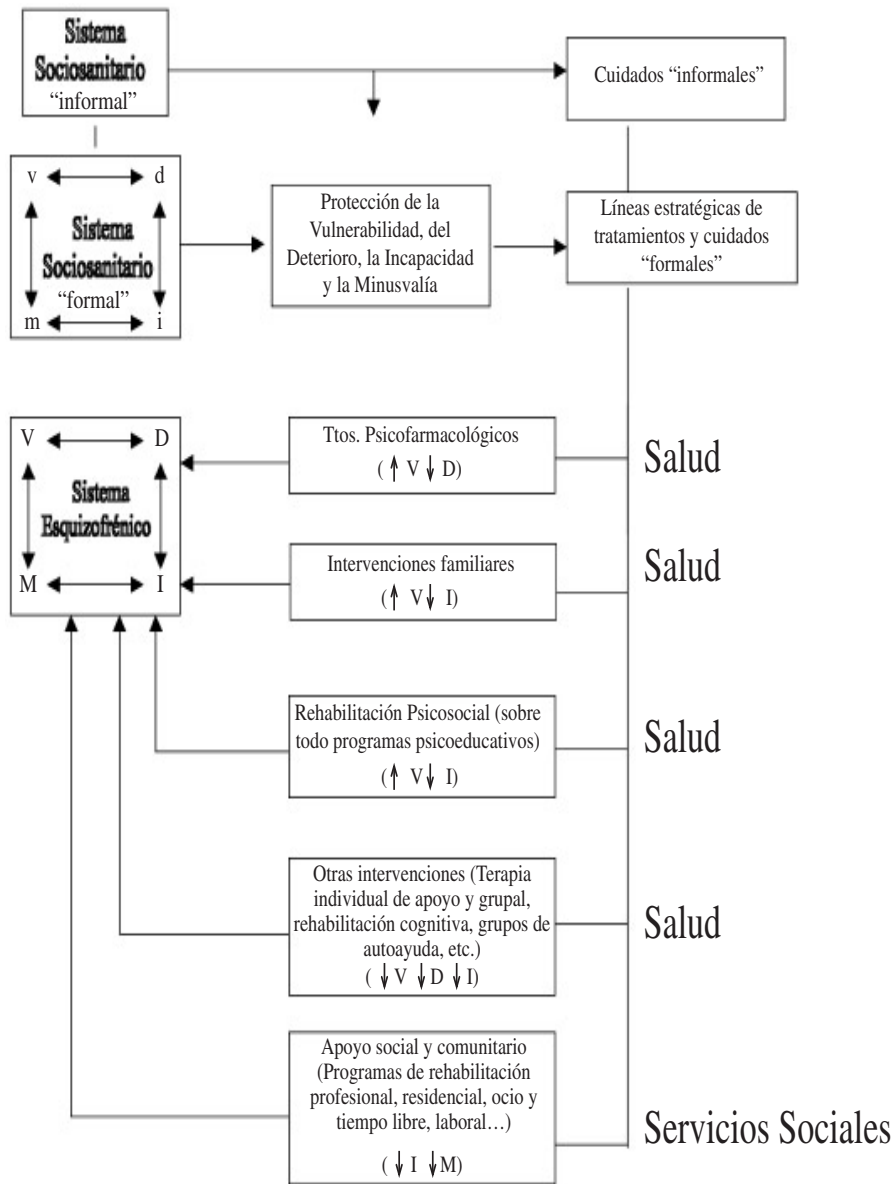 Sistema
Sociosanitario
“informal”
Cuidados “informales”
v d
Sistema
Sociosanitario
“formal”
m i
Protección de la
Vulnerabilidad, del
Deterioro, la Incapacidad
y la Minusvalía
Líneas estratégicas de
tratamientos y cuidados
“formales”
V D
Sistema
Esquizofrénico
M I
Ttos. Psicofarmacológicos
( ↑ V ↓ D)
Salud
Intervenciones familiares
( ↑ V ↓ I)
Salud
Rehabilitación Psicosocial (sobre
todo programas psicoeducativos)
( ↑ V ↓ I)
Salud
Otras intervenciones (Terapia
individual de apoyo y grupal,
rehabilitación cognitiva, grupos de
autoayuda, etc.)
( ↓ V ↓ D ↓ I)
Salud
Apoyo social y comunitario
(Programas de rehabilitación
profesional, residencial, ocio y
tiempo libre, laboral…)
( ↓ I ↓ M)
Servicios Sociales